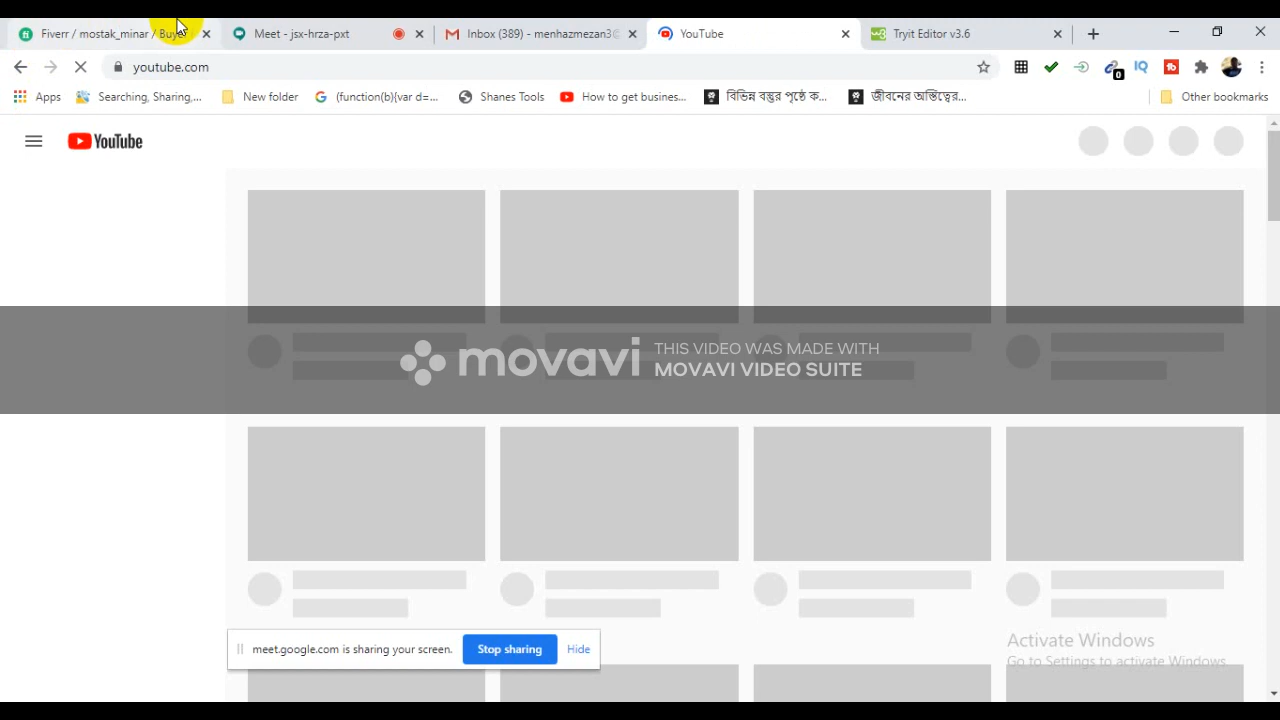 Fiverr / mostak_minar / Buye
Meet - jsx-hrza-pxt
Inbox (389) - menhazmezan3@
YouTube
Tryit Editor v3.6
youtube.com
0
IQ
Apps
Searching, Sharing,...
New folder
(function(b){var d=...
Shanes Tools
How to get busines...
বিভিন্ন বস্তুর পৃষ্ঠে ক...
জীবনের অস্তিত্বের...
Other bookmarks
YouTube
movavi
THIS VIDEO WAS MADE WITH
MOVAVI VIDEO SUITE
meet.google.com is sharing your screen.
Stop sharing
Hide
Activate Windows
Go to Settings to activate Windows.